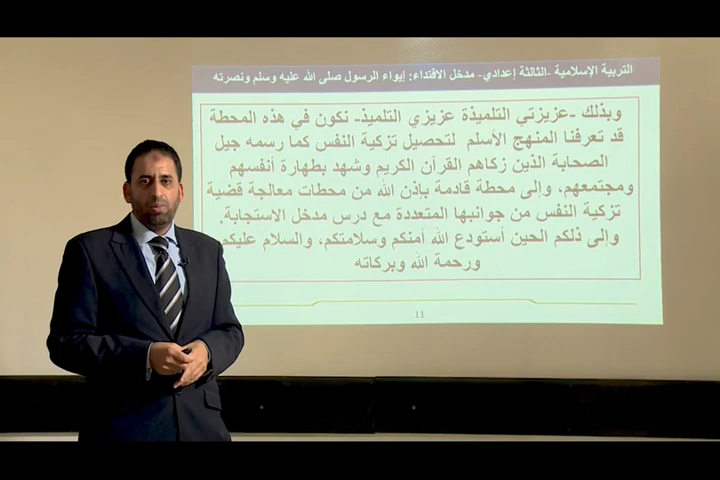 التربية الإسلامية -الثالثة إعدادي- مدخل الاقتداء: إيواء الرسول صلى الله عليه وسلم ونصرته
وبذلك -عزيزتي التلميذة عزيزي التلميذ- نكون في هذه المحطة
قد تعرفنا المنهج الأسلم لتحصيل تزكية النفس كما رسمه جيل
الصحابة الذين زكاهم القرآن الكريم وشهد بطهارة أنفسهم
ومجتمعهم، وإلى محطة قادمة بإذن الله من محطات معالجة قضية
تزكية النفس من جوانبها المتعددة مع درس مدخل الاستجابة.
وإلى ذلكم الحين أستودع الله أمنكم وسلامتكم، والسلام عليكم
ورحمة الله وبركاته
11